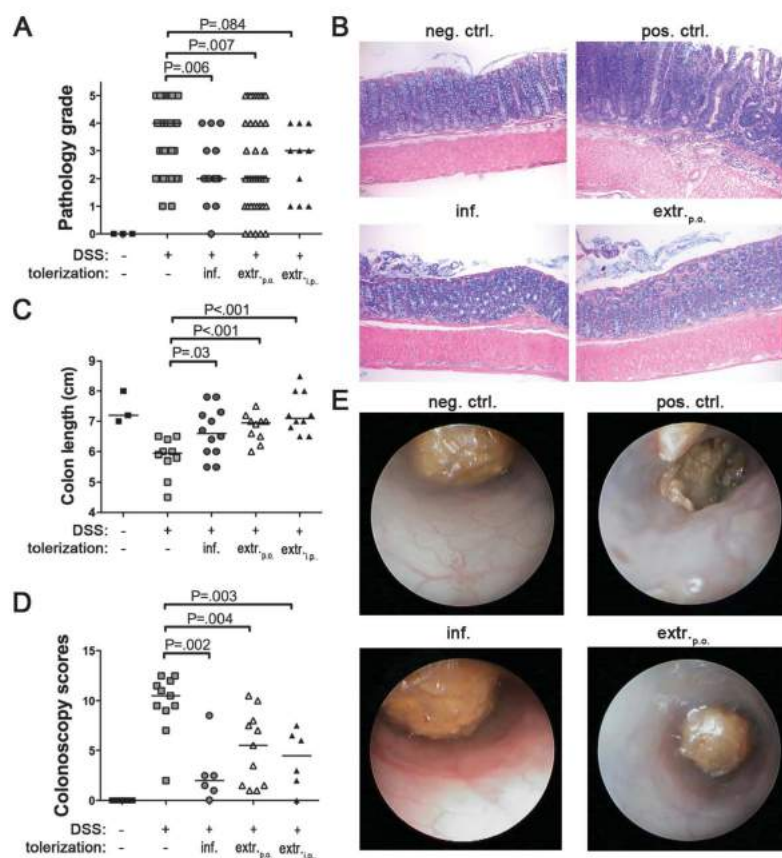 A
P=.084
P=.007
P=.006
Pathology grade
5
4
3
2
1
0
DSS: - + + + +
tolerization: - - inf. extr.p.o. extr.i.p..
B
neg. ctrl.
pos. ctrl.
inf.
extr.p.o.
C
P<.001
P<.001
P=.03
Colon length (cm)
9
8
7
6
5
4
DSS: - + + + +
tolerization: - - inf. extr.p.o. extr.i.p..
D
P=.003
P=.004
P=.002
Colonoscopy scores
15
10
5
0
DSS: - + + + +
tolerization: - - inf. extr.p.o. extr.i.p..
E
neg. ctrl.
pos. ctrl.
inf.
extr.p.o.